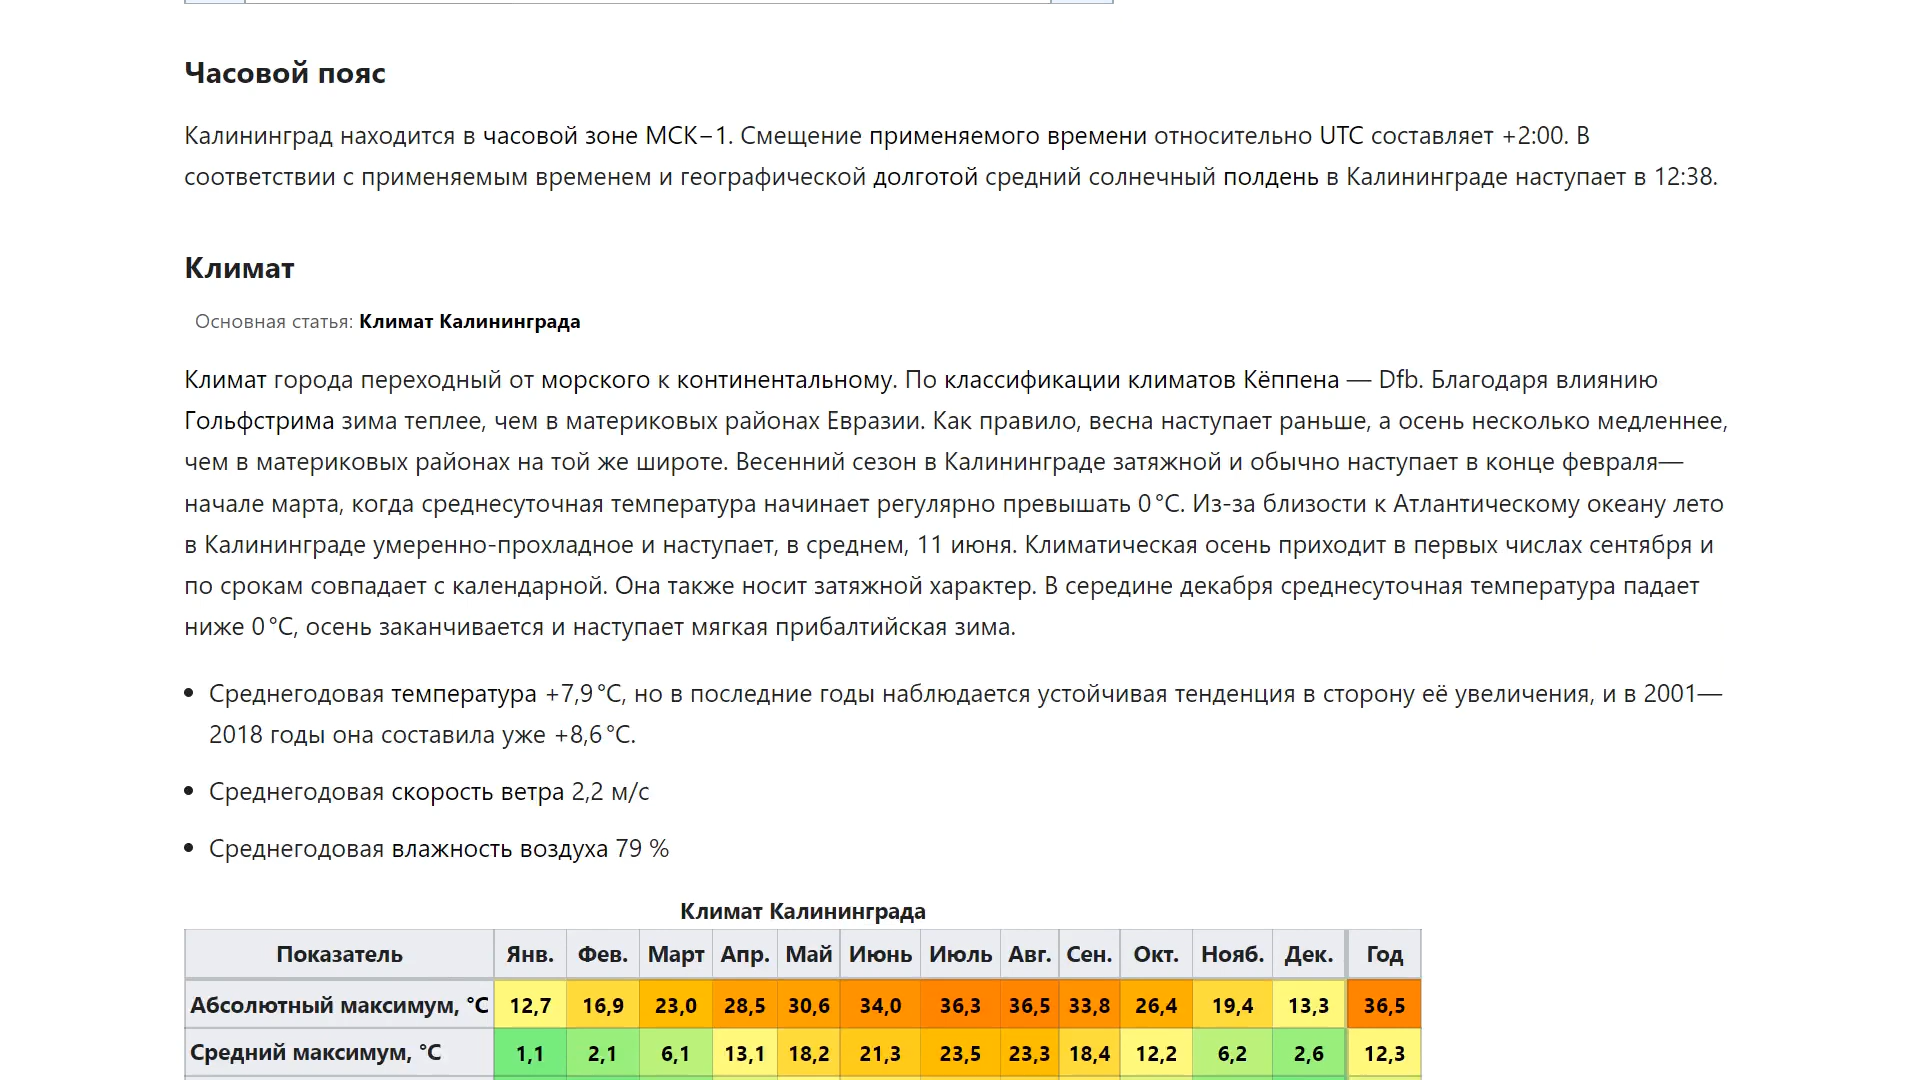 Часовой пояс
Калининград находится в часовой зоне МСК−1. Смещение применяемого времени относительно UTC составляет +2:00. В
соответствии с применяемым временем и географической долготой средний солнечный полдень в Калининграде наступает в 12:38.
Климат
Основная статья: Климат Калининграда
Климат города переходный от морского к континентальному. По классификации климатов Кёппена — Dfb. Благодаря влиянию
Гольфстрима зима теплее, чем в материковых районах Евразии. Как правило, весна наступает раньше, а осень несколько медленнее,
чем в материковых районах на той же широте. Весенний сезон в Калининграде затяжной и обычно наступает в конце февраля—
начале марта, когда среднесуточная температура начинает регулярно превышать 0 °C. Из-за близости к Атлантическому океану лето
в Калининграде умеренно-прохладное и наступает, в среднем, 11 июня. Климатическая осень приходит в первых числах сентября и
по срокам совпадает с календарной. Она также носит затяжной характер. В середине декабря среднесуточная температура падает
ниже 0 °C, осень заканчивается и наступает мягкая прибалтийская зима.
• Среднегодовая температура +7,9 °C, но в последние годы наблюдается устойчивая тенденция в сторону её увеличения, и в 2001—
2018 годы она составила уже +8,6 °C.
• Среднегодовая скорость ветра 2,2 м/с
• Среднегодовая влажность воздуха 79 %
Климат Калининграда
Показатель Янв. Фев. Март Апр. Май Июнь Июль Авг. Сен. Окт. Нояб. Дек. Год
Абсолютный максимум, °C 12,7 16,9 23,0 28,5 30,6 34,0 36,3 36,5 33,8 26,4 19,4 13,3 36,5
Средний максимум, °C 1,1 2,1 6,1 13,1 18,2 21,3 23,5 23,3 18,4 12,2 6,2 2,6 12,3